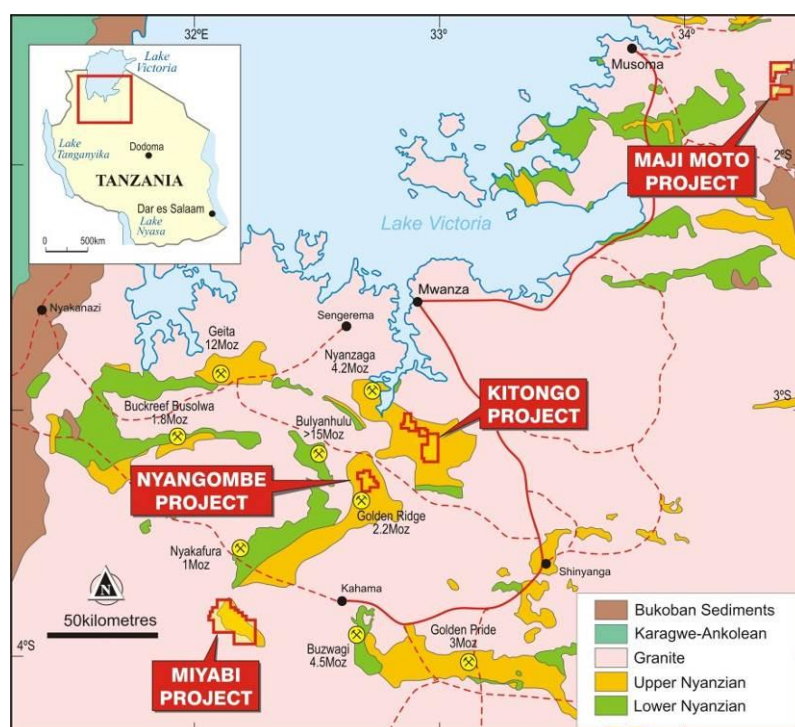 32°E
33°
34°
Lake
Victoria
Lake
Tanganyika
Dodoma
TANZANIA
Dar es Salaam
Lake
Nyasa
0
500km
Musoma
MAJI MOTO
PROJECT
2°S
Lake Victoria
Nyakanazi
Mwanza
Sengerema
Geita
12Moz
Nyanzaga
4.2Moz
3°S
KITONGO
PROJECT
Buckreef Busolwa
1.8Moz
Bulyanhulu
>15Moz
NYANGOMBE
PROJECT
Golden Ridge
2.2Moz
Nyakafura
1Moz
Shinyanga
N
50kilometres
Kahama
4°S
MIYABI
PROJECT
Buzwagi
4.5Moz
Golden Pride
3Moz
Bukoban Sediments
Karagwe-Ankolean
Granite
Upper Nyanzian
Lower Nyanzian